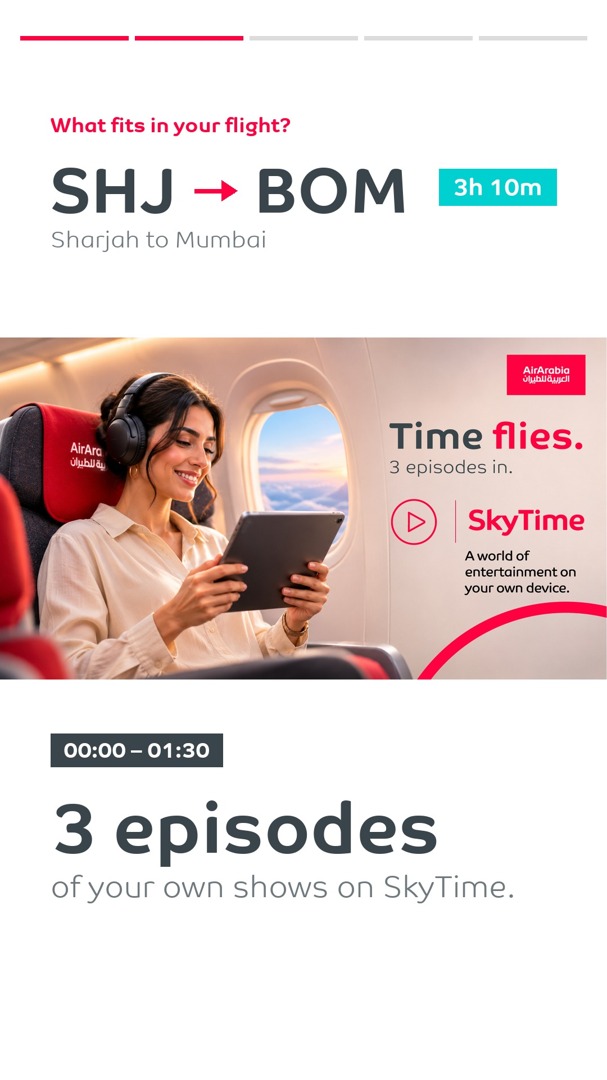 What fits in your flight?
SHJ → BOM
3h 10m
Sharjah to Mumbai
AirArabia
العربية للطيران
AirAra
Time flies.
3 episodes in.
SkyTime
A world of
entertainment on
your own device.
00:00 – 01:30
3 episodes
of your own shows on SkyTime.